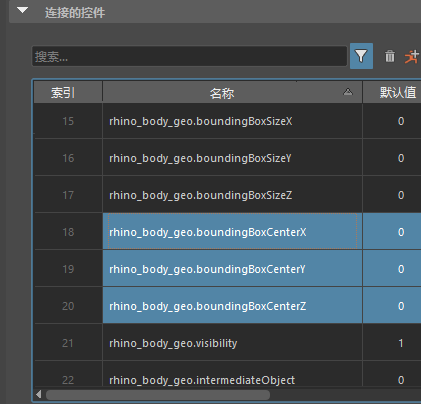 连接的控件
搜索...
索引 名称 默认值
15 rhino_body_geo.boundingBoxSizeX 0
16 rhino_body_geo.boundingBoxSizeY 0
17 rhino_body_geo.boundingBoxSizeZ 0
18 rhino_body_geo.boundingBoxCenterX 0
19 rhino_body_geo.boundingBoxCenterY 0
20 rhino_body_geo.boundingBoxCenterZ 0
21 rhino_body_geo.visibility 1
22 rhino_body_geo.intermediateObject 0